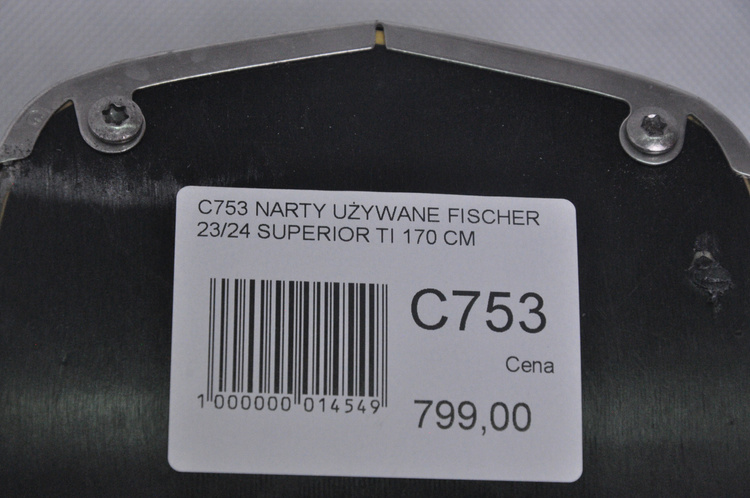 C753 NARTY UŻYWANE FISCHER
23/24 SUPERIOR TI 170 CM
C753
Cena
799,00
1 000000 014549